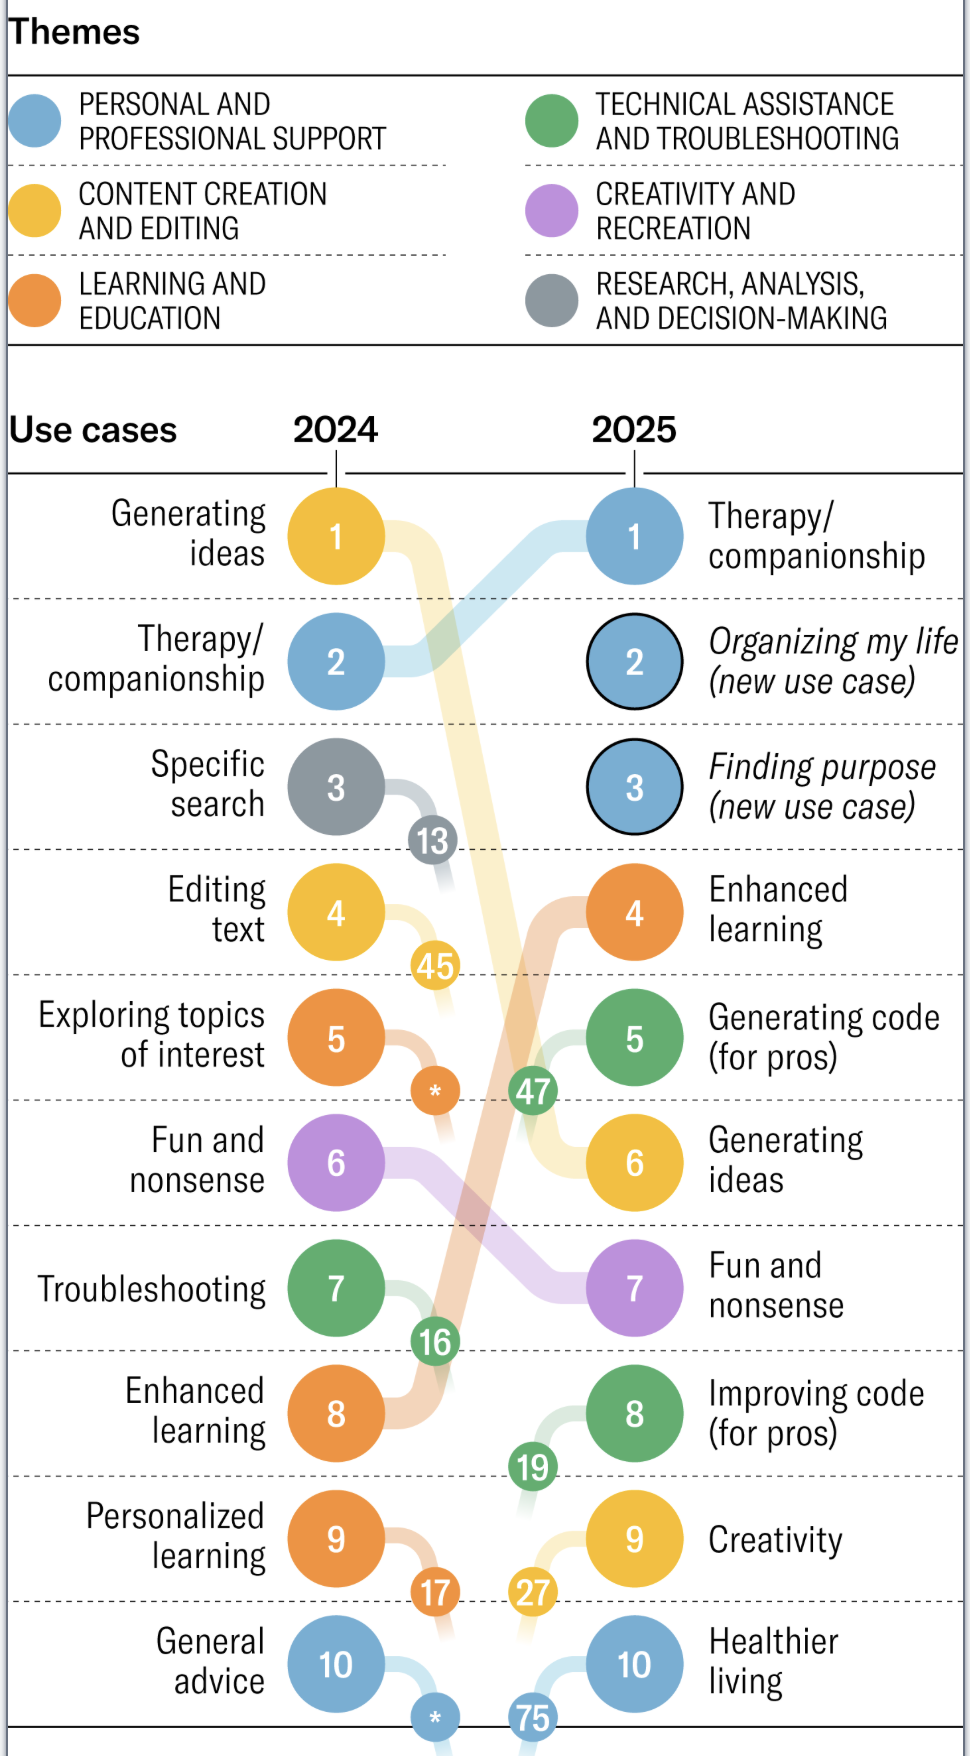 Themes
PERSONAL AND
PROFESSIONAL SUPPORT
TECHNICAL ASSISTANCE
AND TROUBLESHOOTING
CONTENT CREATION
AND EDITING
CREATIVITY AND
RECREATION
LEARNING AND
EDUCATION
RESEARCH, ANALYSIS,
AND DECISION-MAKING
Use cases
2024
2025
Generating
ideas
1
1
Therapy/
companionship
Therapy/
companionship
2
2
Organizing my life
(new use case)
Specific
search
3
13
3
Finding purpose
(new use case)
Editing
text
4
45
4
Enhanced
learning
Exploring topics
of interest
5
*
47
5
Generating code
(for pros)
Fun and
nonsense
6
6
Generating
ideas
Troubleshooting
7
16
7
Fun and
nonsense
Enhanced
learning
8
19
8
Improving code
(for pros)
Personalized
learning
9
17
27
9
Creativity
General
advice
10
*
75
10
Healthier
living